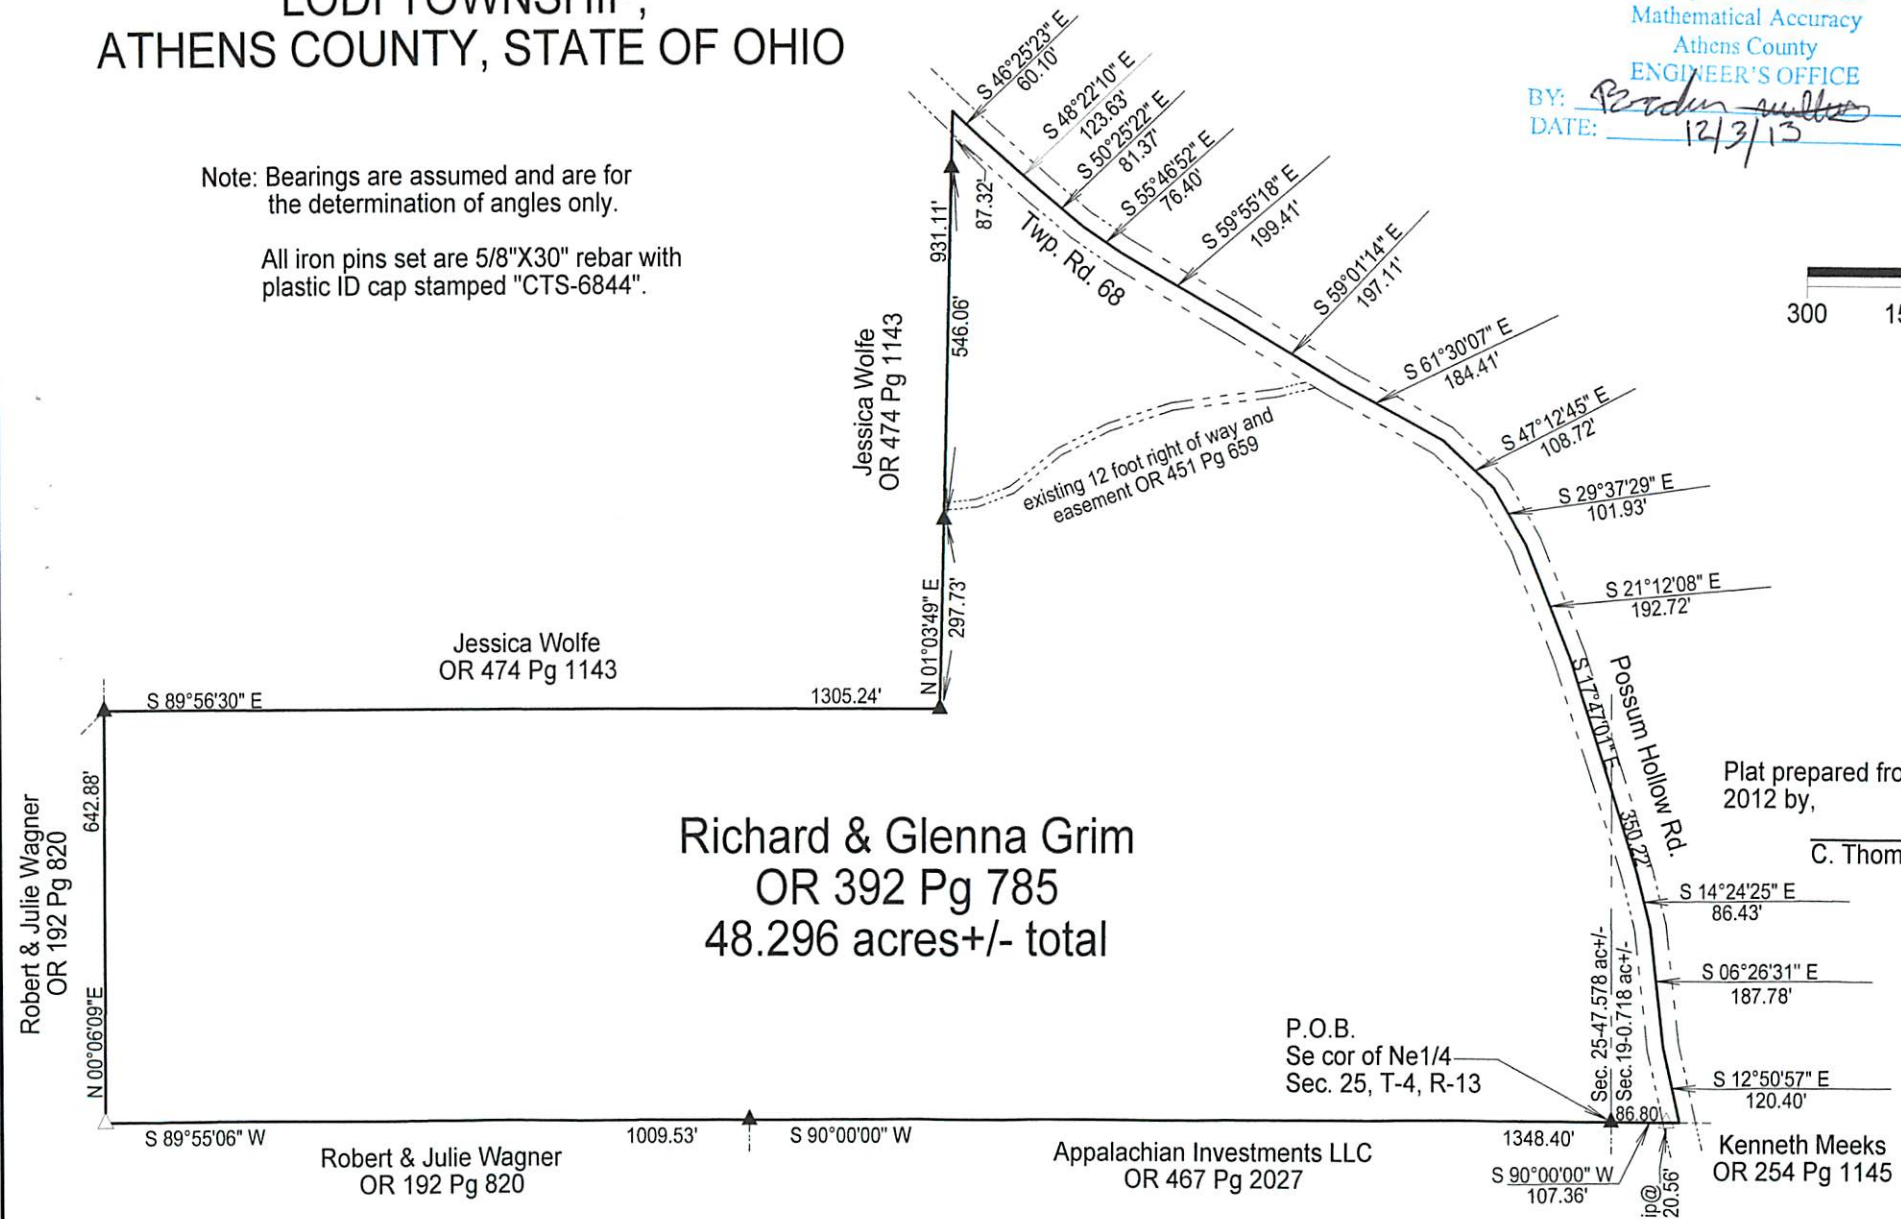 LODI TOWNSHIP,
ATHENS COUNTY, STATE OF OHIO
Mathematical Accuracy
Athens County
ENGINEER'S OFFICE
BY:
DATE: 12/3/13
Note: Bearings are assumed and are for
the determination of angles only.
All iron pins set are 5/8"X30" rebar with
plastic ID cap stamped "CTS-6844".
S 46°25'23" E
60.10'
S 48°22'10" E
123.63'
S 50°25'22" E
81.37'
S 55°46'52" E
76.40'
S 59°55'18" E
199.41'
S 59°01'14" E
197.11'
S 61°30'07" E
184.41'
S 47°12'45" E
108.72'
S 29°37'29" E
101.93'
S 21°12'08" E
192.72'
S 17°47'01" E
350.22'
Possum Hollow Rd.
S 14°24'25" E
86.43'
S 06°26'31" E
187.78'
S 12°50'57" E
120.40'
300
Twp. Rd. 68
87.32'
931.11'
546.06'
Jessica Wolfe
OR 474 Pg 1143
existing 12 foot right of way and
easement OR 451 Pg 659
N 01°03'49" E
297.73'
Jessica Wolfe
OR 474 Pg 1143
S 89°56'30" E
1305.24'
642.88'
N 00°06'09"E
Robert & Julie Wagner
OR 192 Pg 820
Richard & Glenna Grim
OR 392 Pg 785
48.296 acres+/- total
Plat prepared
2012 by,
C. Thom
Sec. 25-47.578 ac+/-
Sec.19-0.718 ac+/-
P.O.B.
Se cor of Ne1/4
Sec. 25, T-4, R-13
86.80'
S 89°55'06" W
1009.53'
S 90°00'00" W
1348.40'
Robert & Julie Wagner
OR 192 Pg 820
Appalachian Investments LLC
OR 467 Pg 2027
S 90°00'00" W
107.36'
ip@
20.56'
Kenneth Meeks
OR 254 Pg 1145